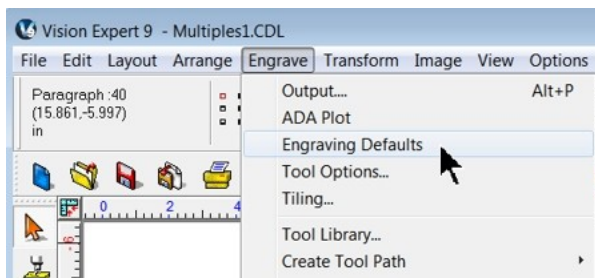 Vision Expert 9 - Multiples1.CDL
File Edit Layout Arrange Engrave Transform Image View Options
Paragraph :40
(15.861,-5.997)
in
Output.... Alt+P
ADA Plot
Engraving Defaults
Tool Options...
Tiling...
0 2 4
Tool Library...
Create Tool Path